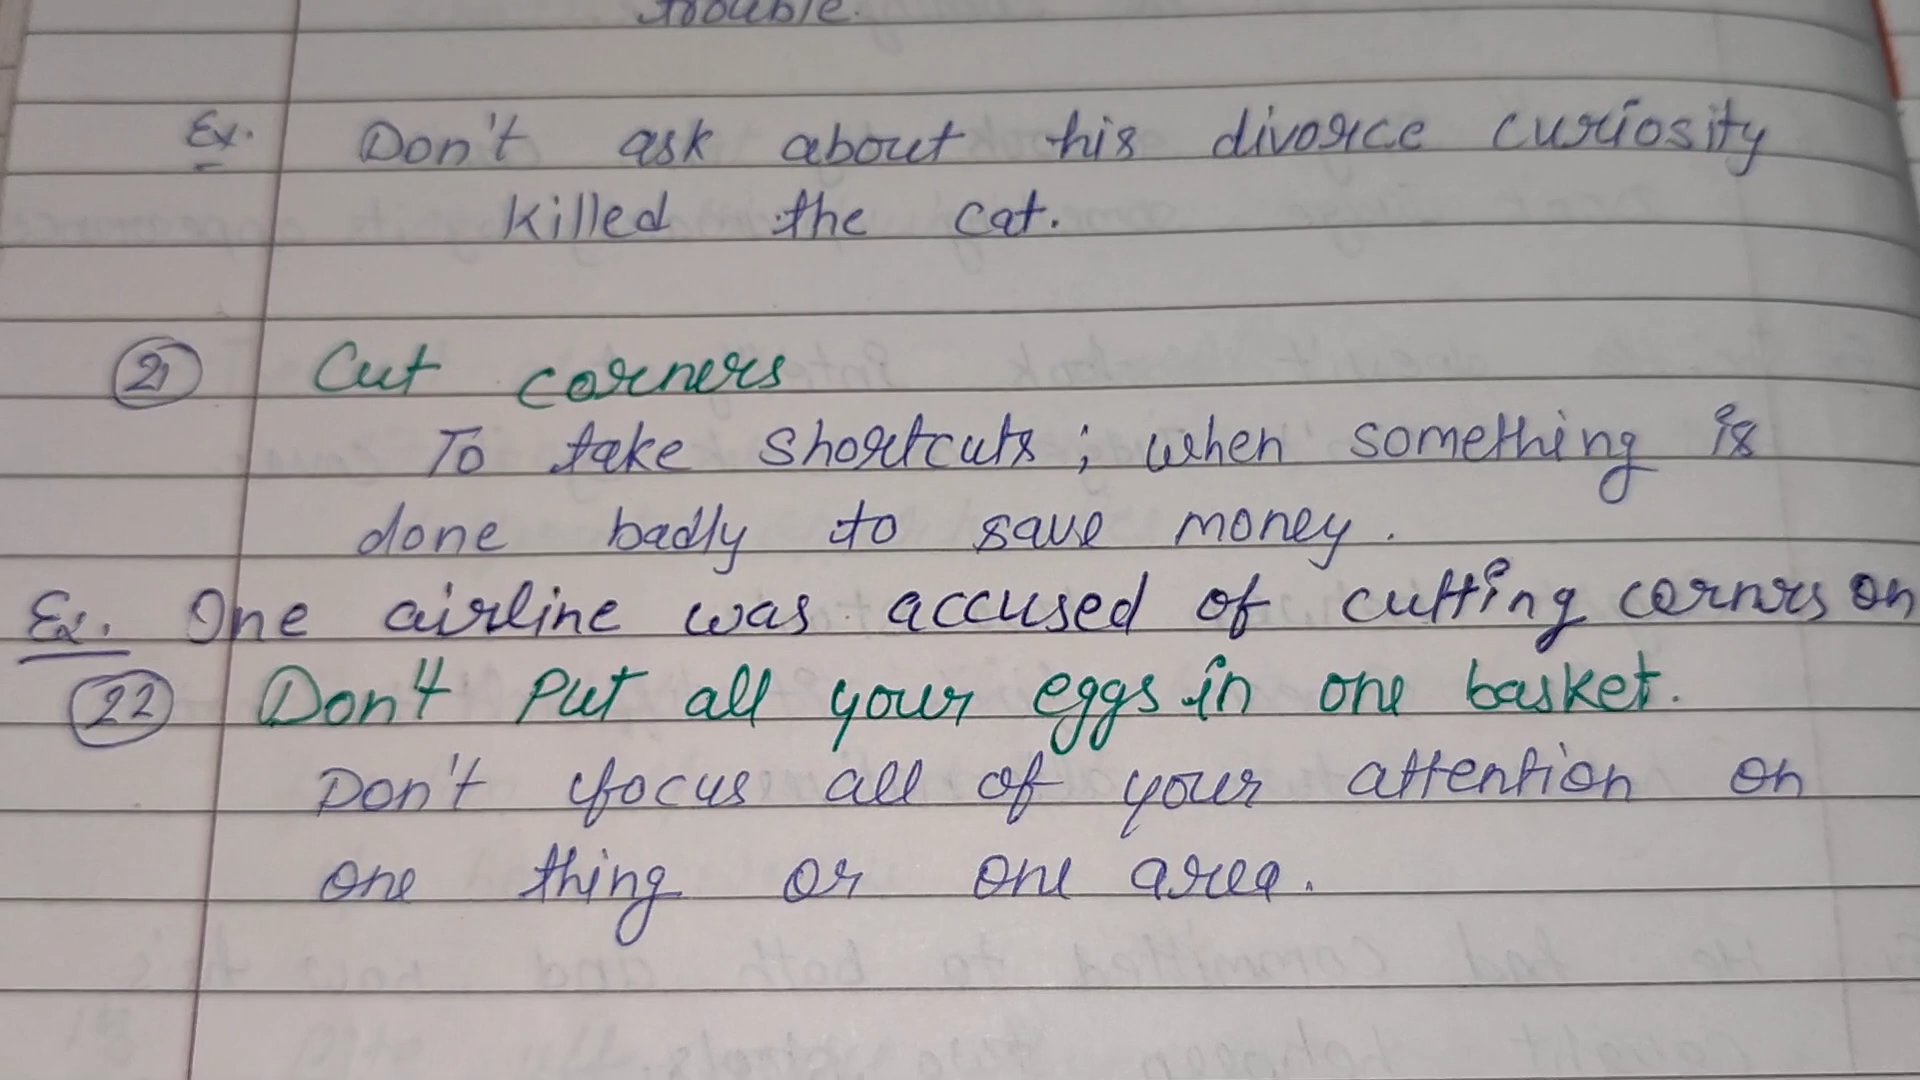 trouble.
Ex. Don't ask about his divorce curiosity
killed the cat.
21 Cut corners
To take shortcuts; when something is
done badly to save money.
Ex. One airline was accused of cutting corners on
22 Don't Put all your eggs in one basket.
Don't focus all of your attention on
one thing or one area.